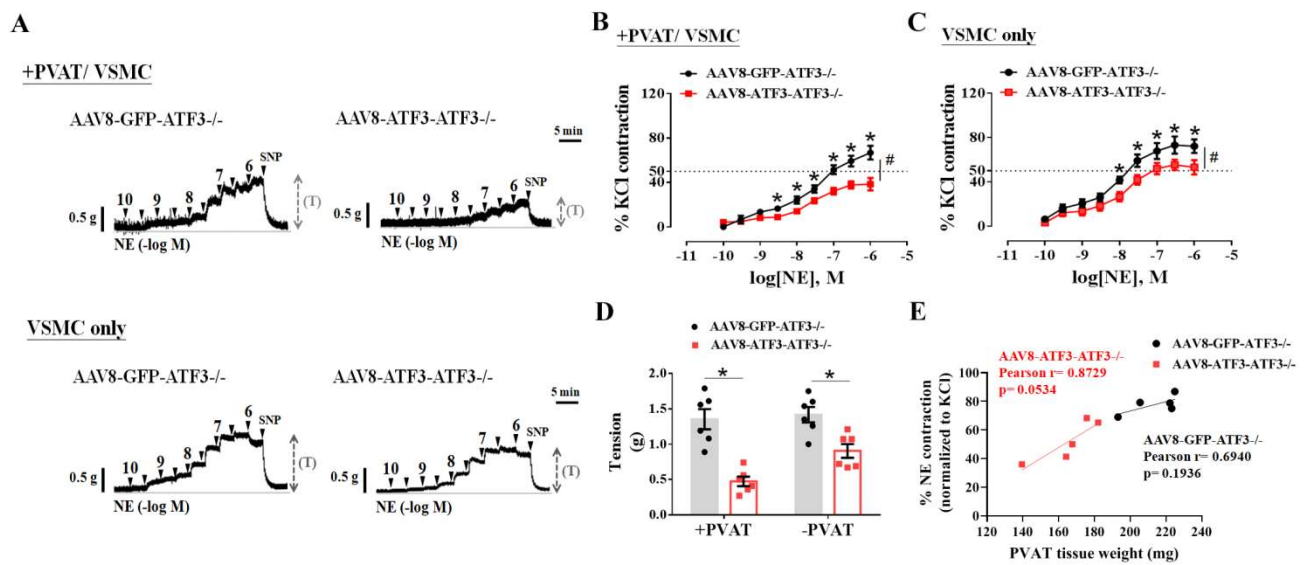 A
+PVAT/ VSMC
AAV8-GFP-ATF3-/-
AAV8-ATF3-ATF3-/-
5 min
10 9 8 7 6 SNP
0.5 g
(T)
NE (-log M)
10 9 8 7 6 SNP
0.5 g
(T)
NE (-log M)
VSMC only
AAV8-GFP-ATF3-/-
AAV8-ATF3-ATF3-/-
5 min
10 9 8 7 6 SNP
0.5 g
(T)
NE (-log M)
10 9 8 7 6 SNP
0.5 g
(T)
NE (-log M)
B
+PVAT/ VSMC
AAV8-GFP-ATF3-/-
AAV8-ATF3-ATF3-/-
% KCl contraction
100
80
50
40
0
* * * * * *
#
-11 -10 -9 -8 -7 -6 -5
log[NE], M
C
VSMC only
AAV8-GFP-ATF3-/-
AAV8-ATF3-ATF3-/-
% KCl contraction
100
80
50
40
0
* * * * *
#
-11 -10 -9 -8 -7 -6 -5
log[NE], M
D
AAV8-GFP-ATF3-/-
AAV8-ATF3-ATF3-/-
Tension
(g)
2.0
1.5
1.0
0.5
0.0
* *
+PVAT -PVAT
E
AAV8-GFP-ATF3-/-
AAV8-ATF3-ATF3-/-
AAV8-ATF3-ATF3-/-
Pearson r= 0.8729
p= 0.0534
AAV8-GFP-ATF3-/-
Pearson r= 0.6940
p= 0.1936
% NE contraction
(normalized to KCl)
100
80
60
40
20
0
120 140 160 180 200 220 240
PVAT tissue weight (mg)